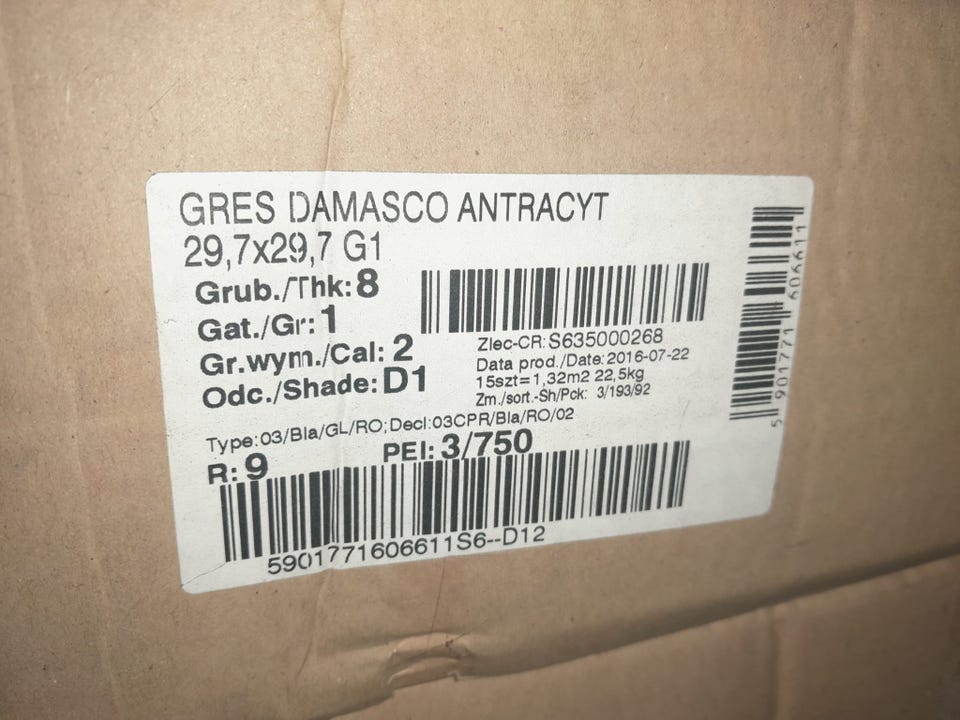 GRES DAMASCO ANTRACYT
29,7x29,7 G1
Grub./Thk: 8
Gat./Gr: 1
Gr.wym./Cal: 2
Odc./Shade: D1
Zlec-CR: S635000268
Data prod./Date: 2016-07-22
15szt=1,32m2 22,5kg
Zm./sort.-Sh/Pck: 3/193/92
Type:03/Bla/GL/RO; Decl:03CPR/Bla/RO/02
R: 9 PEI: 3/750
5901771606611S6--D12
5 901771 606611